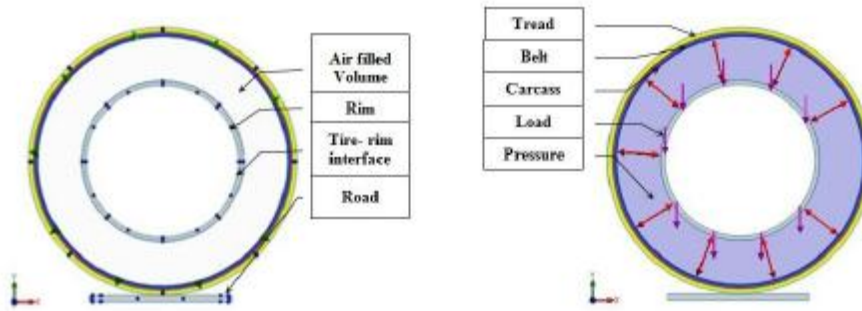 Air filled
Volume
Rim
Tire- rim
interface
Road
Tread
Belt
Carcass
Load
Pressure